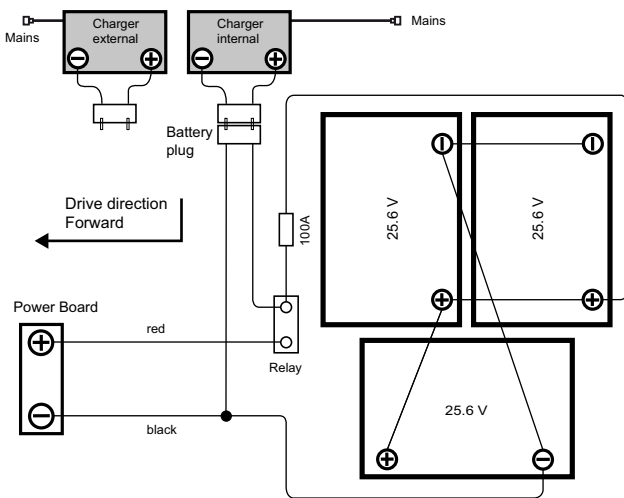 Mains
Charger
external
Charger
internal
Mains
Battery
plug
Drive direction
Forward
100A
25.6 V
25.6 V
Power Board
red
Relay
black
25.6 V